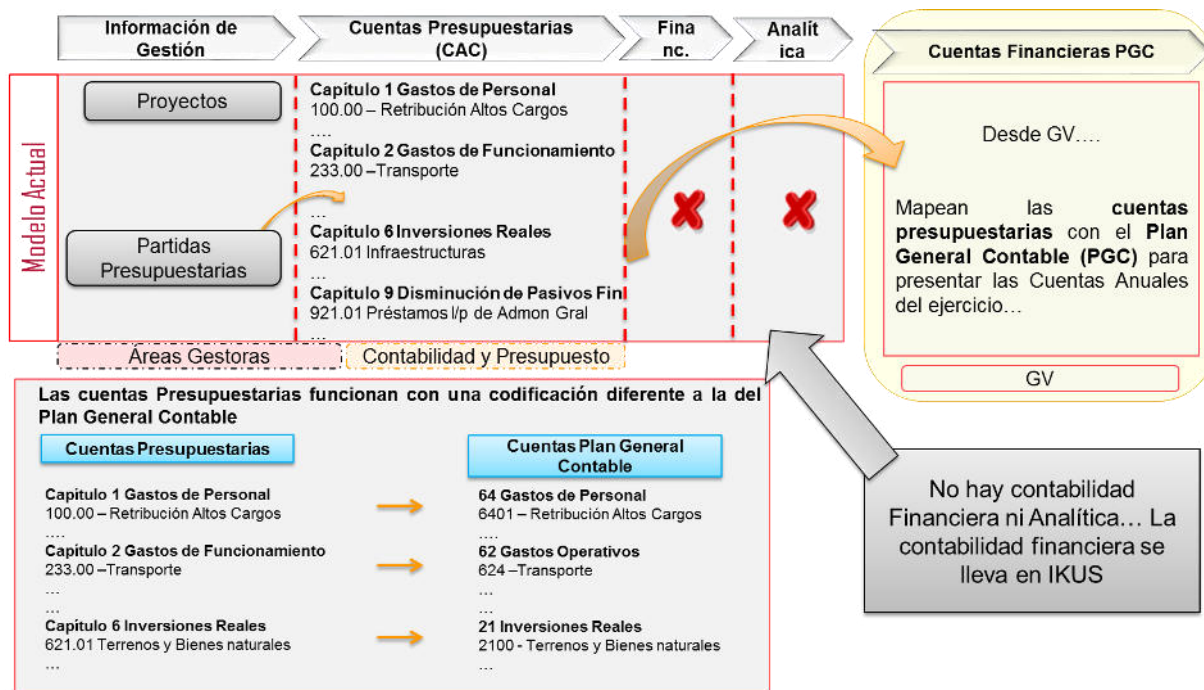 Información de
Gestión
Cuentas Presupuestarias
(CAC)
Fina
nc.
Analít
ica
Cuentas Financieras PGC
Modelo Actual
Proyectos
Partidas
Presupuestarias
Capítulo 1 Gastos de Personal
100.00 – Retribución Altos Cargos
....
Capítulo 2 Gastos de Funcionamiento
233.00 –Transporte
...
Capítulo 6 Inversiones Reales
621.01 Infraestructuras
...
Capítulo 9 Disminución de Pasivos Fin
921.01 Préstamos l/p de Admon Gral
...
Desde GV....
Mapean las cuentas
presupuestarias con el Plan
General Contable (PGC) para
presentar las Cuentas Anuales
del ejercicio...
GV
Áreas Gestoras
Contabilidad y Presupuesto
Las cuentas Presupuestarias funcionan con una codificación diferente a la del
Plan General Contable
Cuentas Presupuestarias
Capitulo 1 Gastos de Personal
100.00 – Retribución Altos Cargos
....
Capitulo 2 Gastos de Funcionamiento
233.00 –Transporte
...
...
Capitulo 6 Inversiones Reales
621.01 Terrenos y Bienes naturales
...
Cuentas Plan General
Contable
64 Gastos de Personal
6401 – Retribución Altos Cargos
....
62 Gastos Operativos
624 –Transporte
...
...
21 Inversiones Reales
2100 - Terrenos y Bienes naturales
...
No hay contabilidad
Financiera ni Analítica... La
contabilidad financiera se
lleva en IKUS